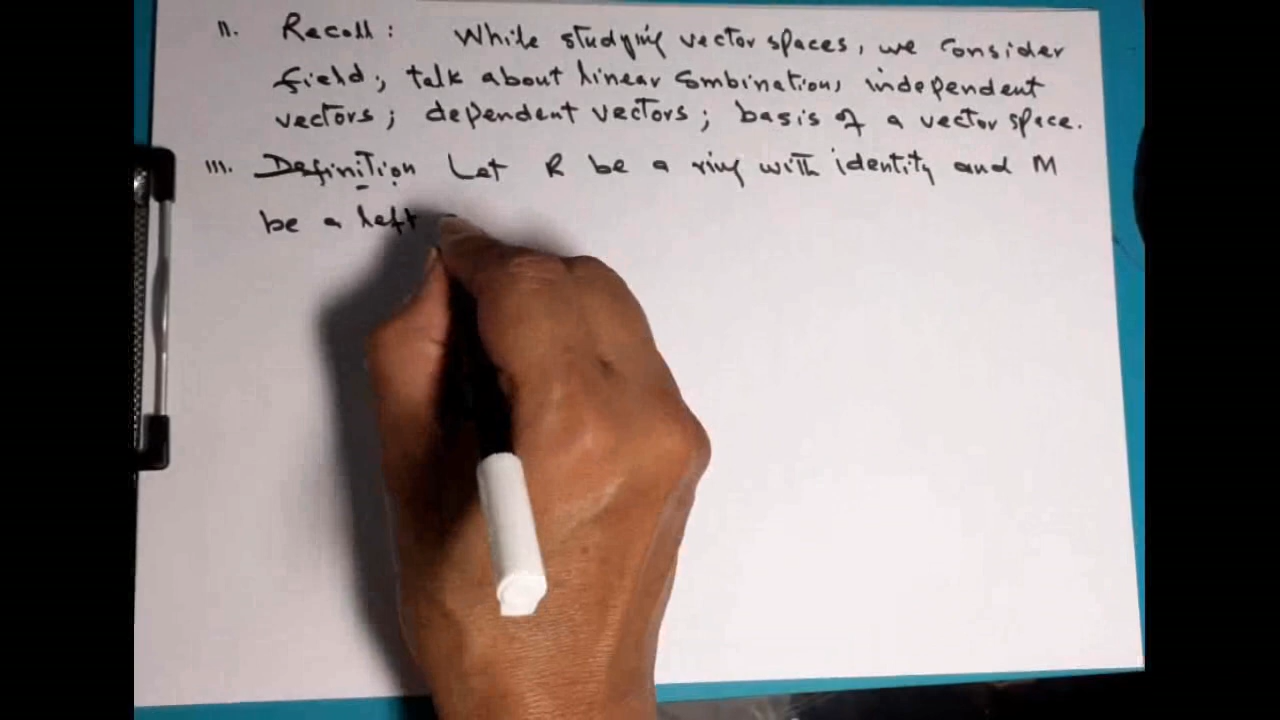 II. Recall: While studying vector spaces, we consider
field; talk about linear combination, independent
vectors; dependent vectors; basis of a vector space.
III. Definition Let R be a ring with identity and M
be a left